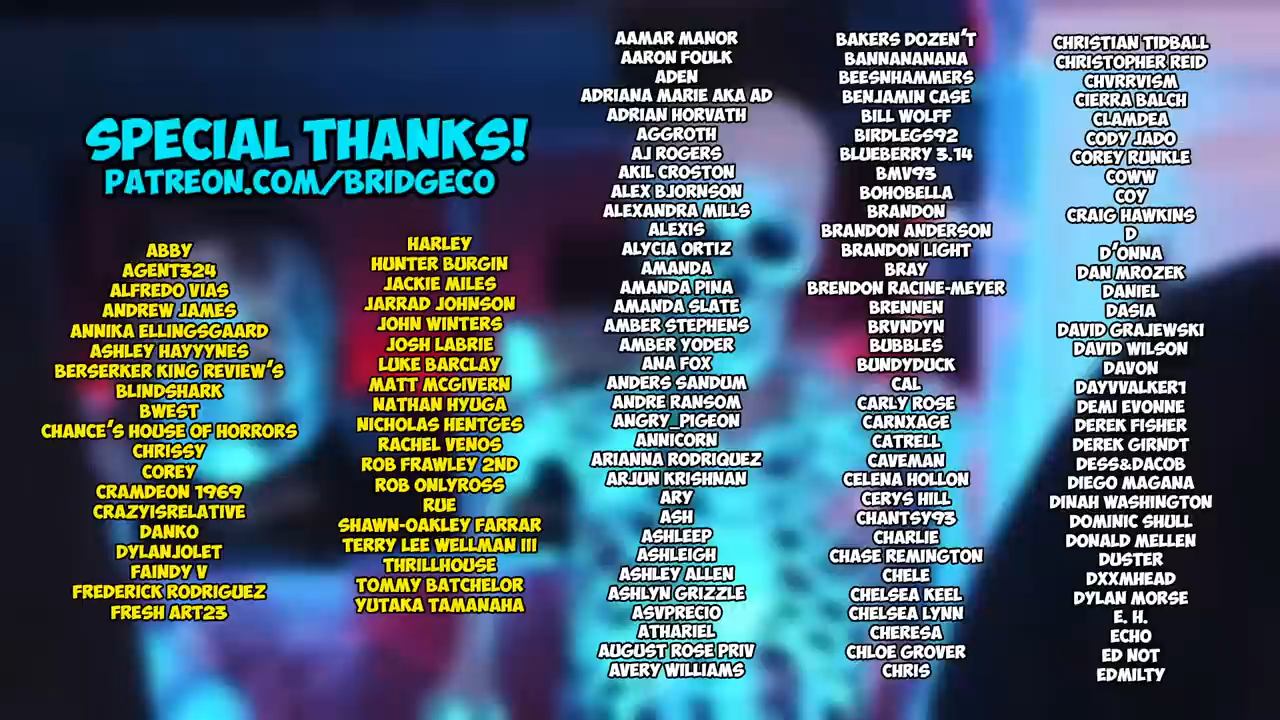 SPECIAL THANKS!
PATREON.COM/BRIDGECO
ABBY
AGENT324
ALFREDO VIAS
ANDREW JAMES
ANNIKA ELLINGSGAARD
ASHLEY HAYYYNES
BERSERKER KING REVIEW'S
BLINDSHARK
BWEST
CHANCE'S HOUSE OF HORRORS
CHRISSY
COREY
CRAMDEON 1969
CRAZYISRELATIVE
DANKO
DYLANJOLET
FAINDY V
FREDERICK RODRIGUEZ
FRESH ART23
HARLEY
HUNTER BURGIN
JACKIE MILES
JARRAD JOHNSON
JOHN WINTERS
JOSH LABRIE
LUKE BARCLAY
MATT MCGIVERN
NATHAN HYUGA
NICHOLAS HENTGES
RACHEL VENOS
ROB FRAWLEY 2ND
ROB ONLYROSS
RUE
SHAWN-OAKLEY FARRAR
TERRY LEE WELLMAN III
THRILLHOUSE
TOMMY BATCHELOR
YUTAKA TAMANAHA
AAMAR MANOR
AARON FOULK
ADEN
ADRIANA MARIE AKA AD
ADRIAN HORVATH
AGGROTH
AJ ROGERS
AKIL CROSTON
ALEX BJORNSON
ALEXANDRA MILLS
ALEXIS
ALYCIA ORTIZ
AMANDA
AMANDA PINA
AMANDA SLATE
AMBER STEPHENS
AMBER YODER
ANA FOX
ANDERS SANDUM
ANDRE RANSOM
ANGRY_PIGEON
ANNICORN
ARIANNA RODRIQUEZ
ARJUN KRISHNAN
ARY
ASH
ASHLEEP
ASHLEIGH
ASHLEY ALLEN
ASHLYN GRIZZLE
ASVPRECIO
ATHARIEL
AUGUST ROSE PRIV
AVERY WILLIAMS
BAKERS DOZEN'T
BANNANANANA
BEESNHAMMERS
BENJAMIN CASE
BILL WOLFF
BIRDLEGS92
BLUEBERRY 3.14
BMV93
BOHOBELLA
BRANDON
BRANDON ANDERSON
BRANDON LIGHT
BRAY
BRENDON RACINE-MEYER
BRENNEN
BRVNDYN
BUBBLES
BUNDYDUCK
CAL
CARLY ROSE
CARNXAGE
CATRELL
CAVEMAN
CELENA HOLLON
CERYS HILL
CHANTSY93
CHARLIE
CHASE REMINGTON
CHELE
CHELSEA KEEL
CHELSEA LYNN
CHERESA
CHLOE GROVER
CHRIS
CHRISTIAN TIDBALL
CHRISTOPHER REID
CHVRRVISM
CIERRA BALCH
CLAMDEA
CODY JADO
COREY RUNKLE
COWW
COY
CRAIG HAWKINS
D
D'ONNA
DAN MROZEK
DANIEL
DASIA
DAVID GRAJEWSKI
DAVID WILSON
DAVON
DAYVVALKER1
DEMI EVONNE
DEREK FISHER
DEREK GIRNDT
DESS&DACOB
DIEGO MAGANA
DINAH WASHINGTON
DOMINIC SHULL
DONALD MELLEN
DUSTER
DXXMHEAD
DYLAN MORSE
E. H.
ECHO
ED NOT
EDMILTY